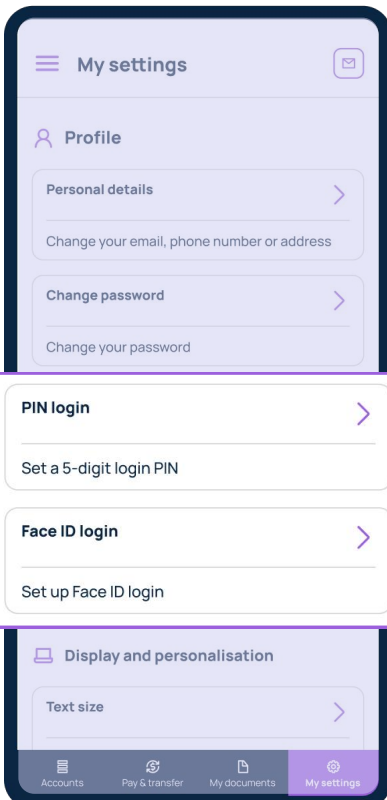 My settings
Profile
Personal details
Change your email, phone number or address
Change password
Change your password
PIN login
Set a 5-digit login PIN
Face ID login
Set up Face ID login
Display and personalisation
Text size
Accounts
Pay & transfer
My documents
My settings